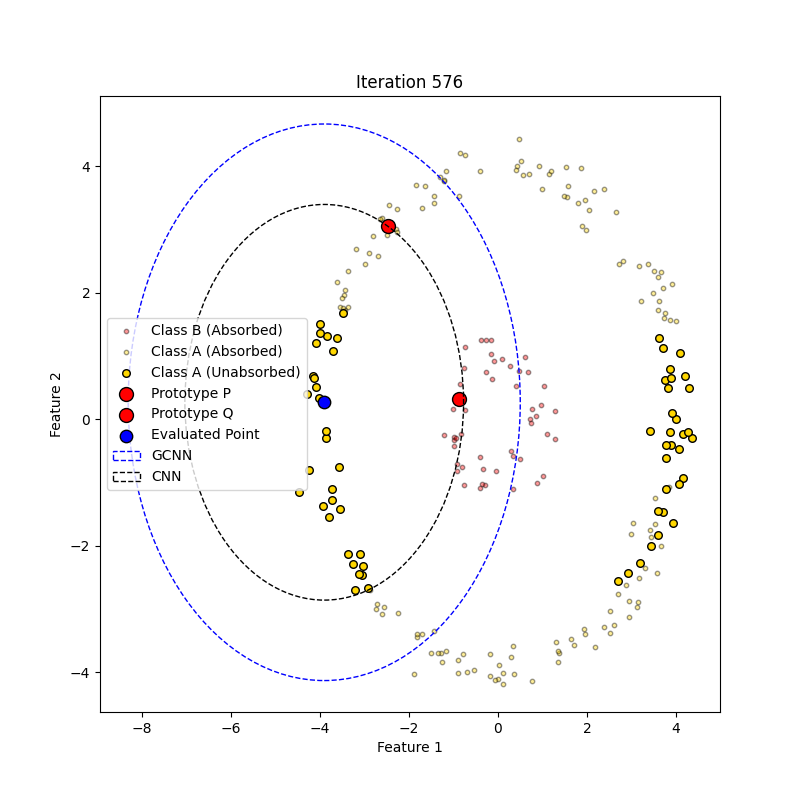 Iteration 576
Feature 2
4
2
0
−2
−4
Class B (Absorbed)
Class A (Absorbed)
Class A (Unabsorbed)
Prototype P
Prototype Q
Evaluated Point
GCNN
CNN
−8
−6
−4
−2
0
2
4
Feature 1